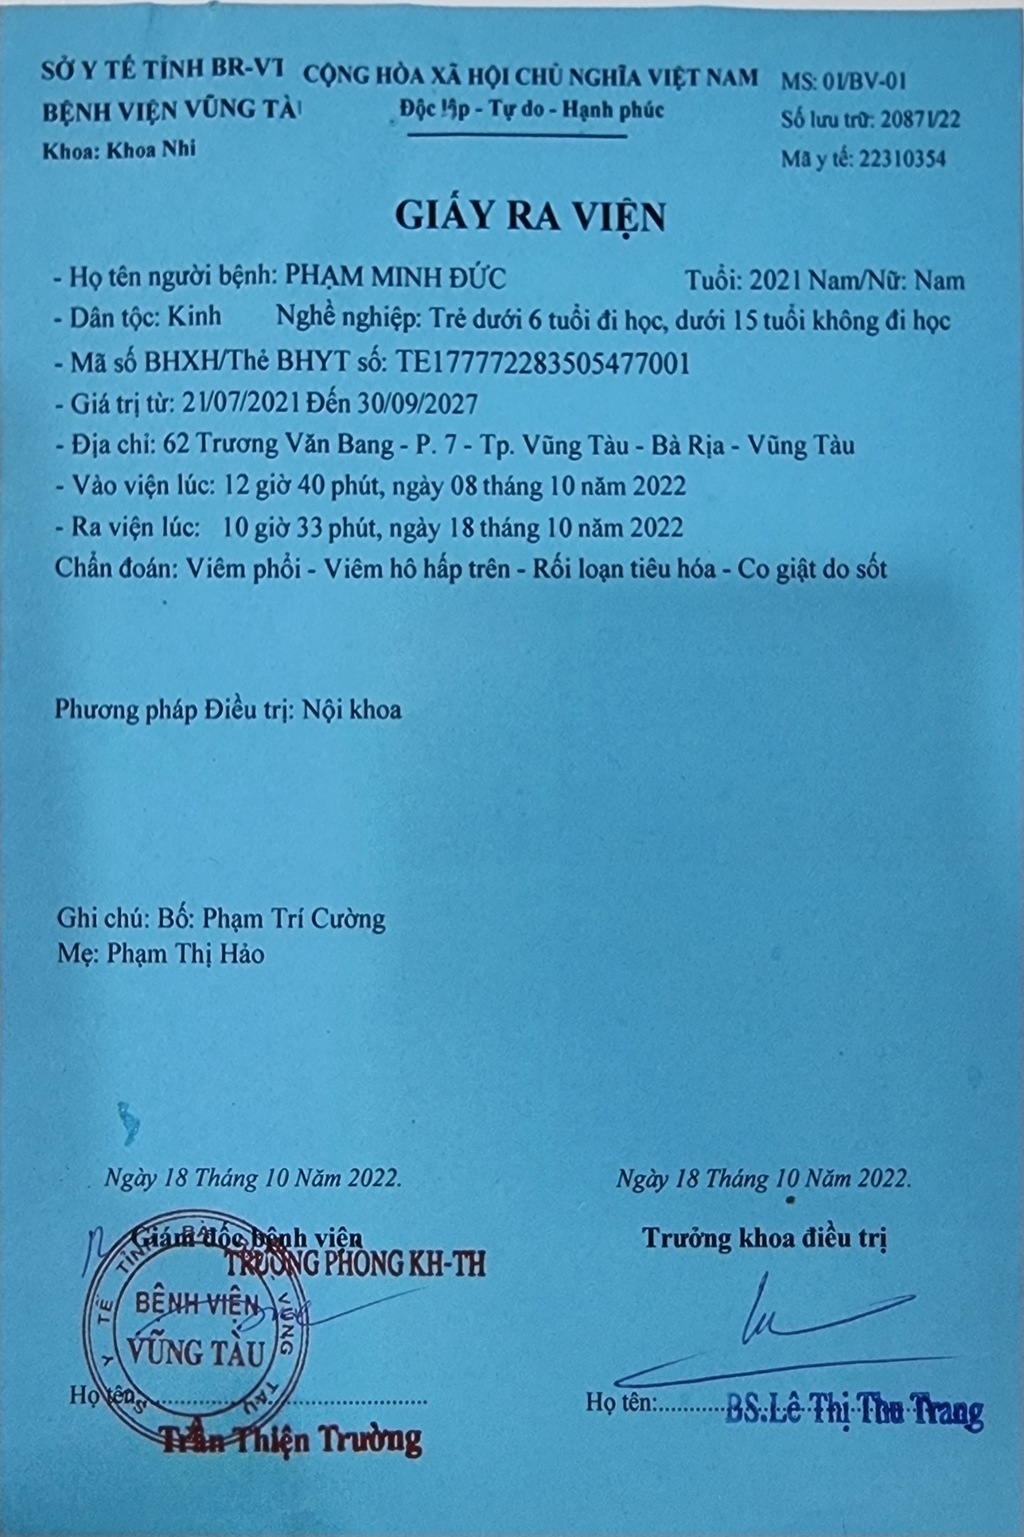 SỞ Y TẾ TỈNH BR-VT
CỘNG HÒA XÃ HỘI CHỦ NGHĨA VIỆT NAM
MS: 01/BV-01
BỆNH VIỆN VŨNG TÀ
Độc lập - Tự do - Hạnh phúc
Số lưu trữ: 20871/22
Khoa: Khoa Nhi
Mã y tế: 22310354
GIẤY RA VIỆN
- Họ tên người bệnh: PHẠM MINH ĐỨC Tuổi: 2021 Nam/Nữ: Nam
- Dân tộc: Kinh Nghề nghiệp: Trẻ dưới 6 tuổi đi học, dưới 15 tuổi không đi học
- Mã số BHXH/Thẻ BHYT số: TE1777722283505477001
- Giá trị từ: 21/07/2021 Đến 30/09/2027
- Địa chỉ: 62 Trương Văn Bang - P. 7 - Tp. Vũng Tàu - Bà Rịa - Vũng Tàu
- Vào viện lúc: 12 giờ 40 phút, ngày 08 tháng 10 năm 2022
- Ra viện lúc: 10 giờ 33 phút, ngày 18 tháng 10 năm 2022
Chẩn đoán: Viêm phổi - Viêm hô hấp trên - Rối loạn tiêu hóa - Co giật do sốt
Phương pháp Điều trị: Nội khoa
Ghi chú: Bố: Phạm Trí Cường
Mẹ: Phạm Thị Hảo
Ngày 18 Tháng 10 Năm 2022.
Ngày 18 Tháng 10 Năm 2022.
Giám đốc bệnh viện
Trưởng khoa điều trị
TRƯỞNG PHÒNG KH-TH
SỞ Y TẾ TỈNH BÀ RỊA VŨNG TÀU
BỆNH VIỆN
VŨNG TÀU
Họ tên:
Họ tên: BS.Lê Thị Thu Trang
Trần Thiện Trường